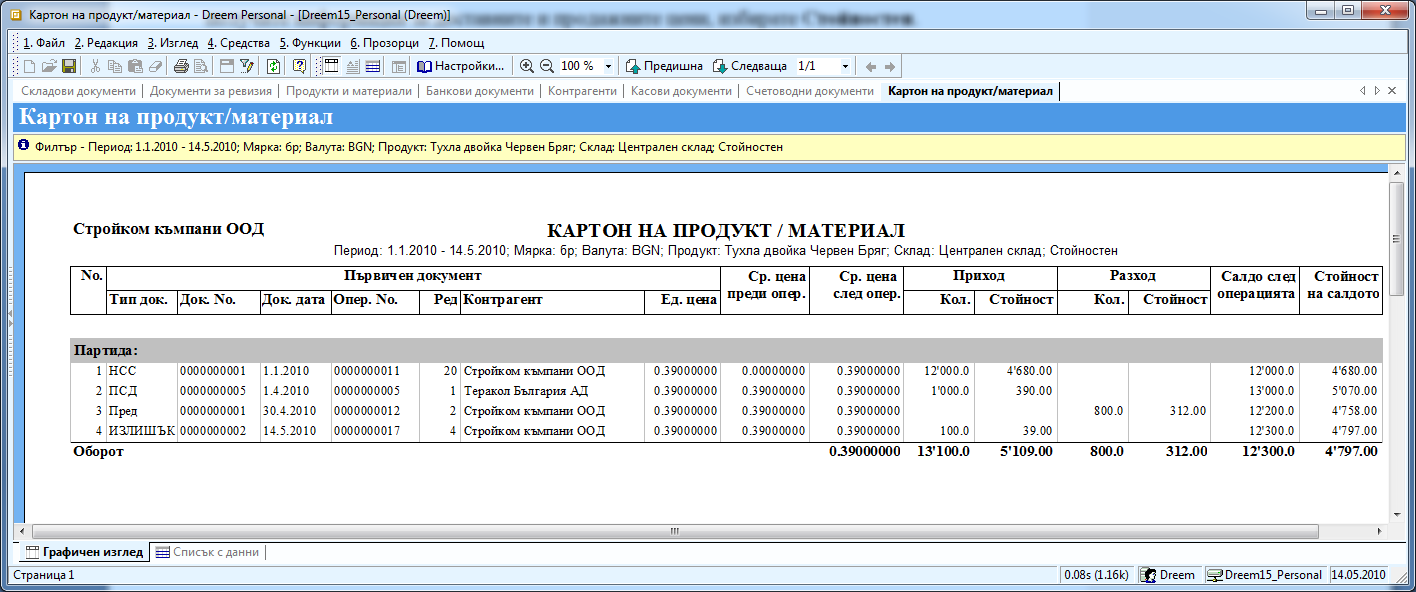 Картон на продукт/материал - Dreem Personal - [Dreem15_Personal (Dreem)]
1. Файл 2. Редакция 3. Изглед 4. Средства 5. Функции 6. Прозорци 7. Помощ
Настройки... 100 % Предишна Следваща 1/1
Складови документи Документи за ревизия Продукти и материали Банкови документи Контрагенти Касови документи Счетоводни документи Картон на продукт/материал
Картон на продукт/материал
Филтър - Период: 1.1.2010 - 14.5.2010; Мярка: бр; Валута: BGN; Продукт: Тухла двойка Червен Бряг; Склад: Централен склад; Стойностен
Стройком къмпани ООД КАРТОН НА ПРОДУКТ / МАТЕРИАЛ
Период: 1.1.2010 - 14.5.2010; Мярка: бр; Валута: BGN; Продукт: Тухла двойка Червен Бряг; Склад: Централен склад; Стойностен
No. Първичен документ Ср. цена Ср. цена Приход Разход Салдо след Стойност
Тип док. Док. No. Док. дата Опер. No. Ред Контрагент Ед. цена преди опер. след опер. Кол. Стойност Кол. Стойност операцията на салдото
Партида:
1 НСС 0000000001 1.1.2010 0000000011 20 Стройком къмпани ООД 0.39000000 0.00000000 0.39000000 12'000.0 4'680.00 12'000.0 4'680.00
2 ПСД 0000000005 1.4.2010 0000000005 1 Теракол България АД 0.39000000 0.39000000 0.39000000 1'000.0 390.00 13'000.0 5'070.00
3 Пред 0000000001 30.4.2010 0000000012 2 Стройком къмпани ООД 0.39000000 0.39000000 0.39000000 800.0 312.00 12'200.0 4'758.00
4 ИЗЛИШЪК 0000000002 14.5.2010 0000000017 4 Стройком къмпани ООД 0.39000000 0.39000000 0.39000000 100.0 39.00 12'300.0 4'797.00
Оборот 0.39000000 13'100.0 5'109.00 800.0 312.00 12'300.0 4'797.00
Графичен изглед Списък с данни
Страница 1 0.08s (1.16k) Dreem Dreem15_Personal 14.05.2010